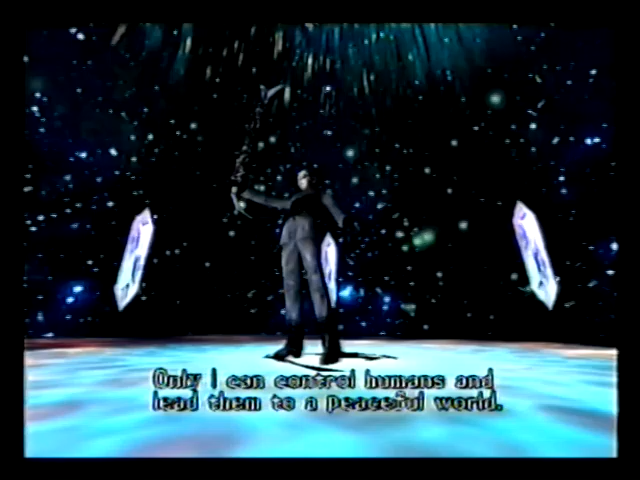 Only I can control humans and
lead them to a peaceful world.